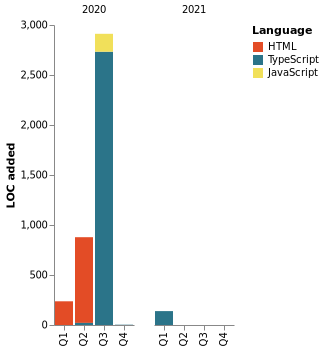 2020 2021
Language
HTML
TypeScript
JavaScript
LOC added
3,000
2,500
2,000
1,500
1,000
500
0
Q1 Q2 Q3 Q4 Q1 Q2 Q3 Q4